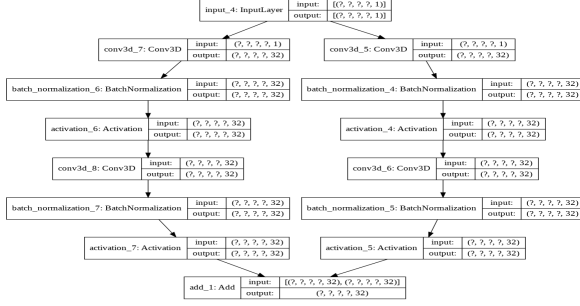 input_4: InputLayer input: [(?, ?, ?, ?, 1)]
output: [(?, ?, ?, ?, 1)]
conv3d_7: Conv3D input: (?, ?, ?, ?, 1)
output: (?, ?, ?, ?, 32)
conv3d_5: Conv3D input: (?, ?, ?, ?, 1)
output: (?, ?, ?, ?, 32)
batch_normalization_6: BatchNormalization input: (?, ?, ?, ?, 32)
output: (?, ?, ?, ?, 32)
batch_normalization_4: BatchNormalization input: (?, ?, ?, ?, 32)
output: (?, ?, ?, ?, 32)
activation_6: Activation input: (?, ?, ?, ?, 32)
output: (?, ?, ?, ?, 32)
activation_4: Activation input: (?, ?, ?, ?, 32)
output: (?, ?, ?, ?, 32)
conv3d_8: Conv3D input: (?, ?, ?, ?, 32)
output: (?, ?, ?, ?, 32)
conv3d_6: Conv3D input: (?, ?, ?, ?, 32)
output: (?, ?, ?, ?, 32)
batch_normalization_7: BatchNormalization input: (?, ?, ?, ?, 32)
output: (?, ?, ?, ?, 32)
batch_normalization_5: BatchNormalization input: (?, ?, ?, ?, 32)
output: (?, ?, ?, ?, 32)
activation_7: Activation input: (?, ?, ?, ?, 32)
output: (?, ?, ?, ?, 32)
activation_5: Activation input: (?, ?, ?, ?, 32)
output: (?, ?, ?, ?, 32)
add_1: Add input: [(?, ?, ?, ?, 32), (?, ?, ?, ?, 32)]
output: (?, ?, ?, ?, 32)